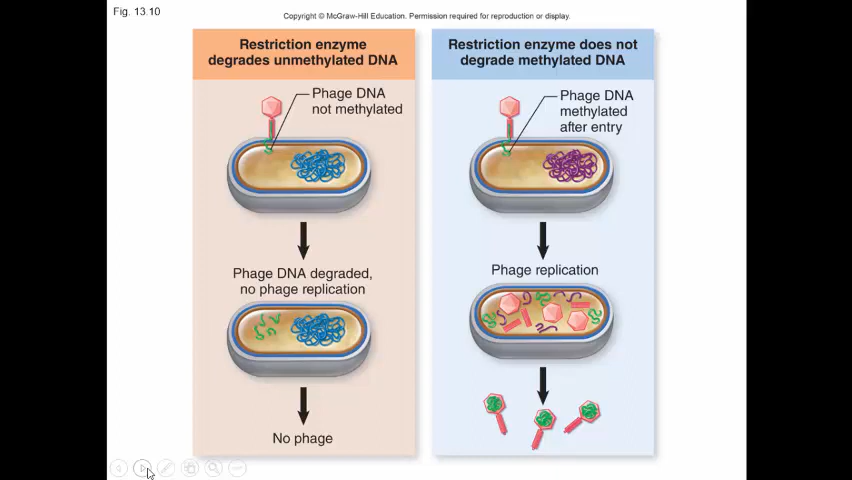 Fig. 13.10
Copyright © McGraw-Hill Education. Permission required for reproduction or display.
Restriction enzyme
degrades unmethylated DNA
Phage DNA
not methylated
Phage DNA degraded,
no phage replication
No phage
Restriction enzyme does not
degrade methylated DNA
Phage DNA
methylated
after entry
Phage replication